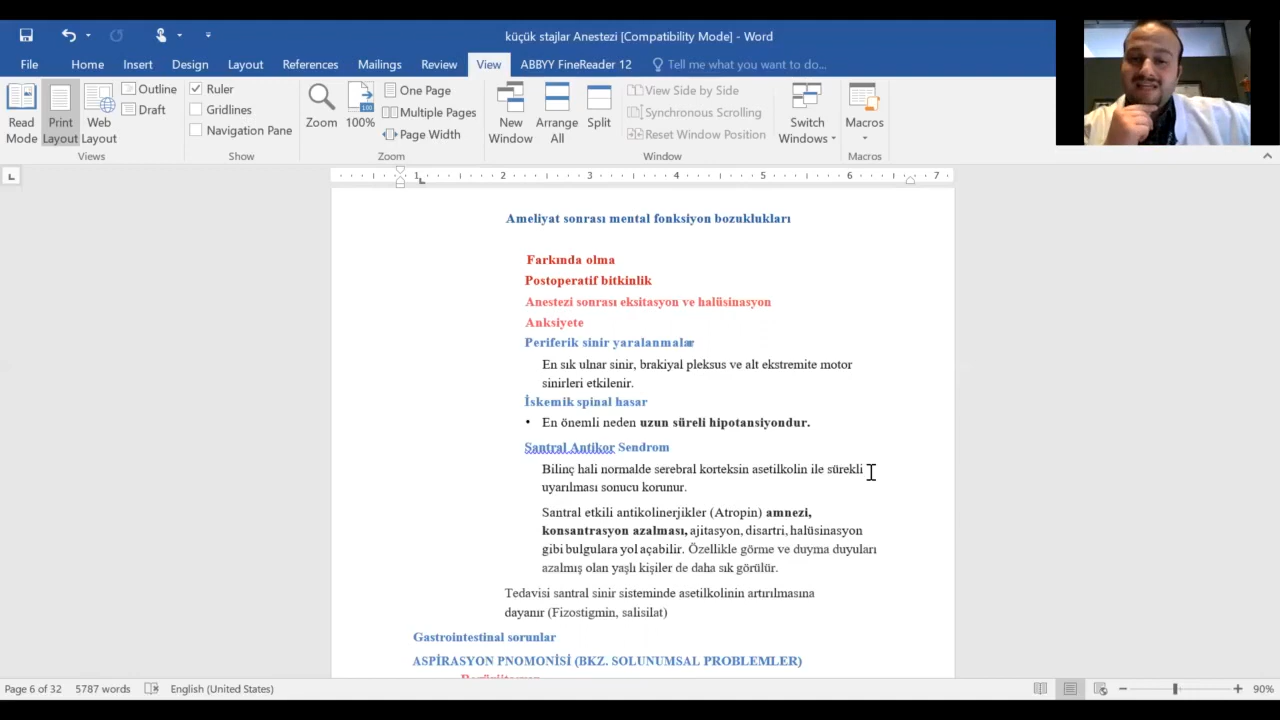 küçük stajlar Anestezi [Compatibility Mode] - Word
File Home Insert Design Layout References Mailings Review View ABBYY FineReader 12 Tell me what you want to do...
Read Mode
Print Layout
Web Layout
Outline
Draft
Views
Ruler
Gridlines
Navigation Pane
Show
Zoom
100%
One Page
Multiple Pages
Page Width
Zoom
New Window
Arrange All
Split
View Side by Side
Synchronous Scrolling
Reset Window Position
Window
Switch Windows
Macros
Macros
1 2 3 4 5 6 7
Ameliyat sonrası mental fonksiyon bozuklukları
Farkında olma
Postoperatif bitkinlik
Anestezi sonrası eksitasyon ve halüsinasyon
Anksiyete
Periferik sinir yaralanmalar
En sık ulnar sinir, brakiyal pleksus ve alt ekstremite motor
sinirleri etkilenir.
İskemik spinal hasar
• En önemli neden uzun süreli hipotansiyondur.
Santral Antikor Sendrom
Bilinç hali normalde serebral korteksin asetilkolin ile sürekli
uyarılması sonucu korunur.
Santral etkili antikolinerjikler (Atropin) amnezi,
konsantrasyon azalması, ajitasyon, disartri, halüsinasyon
gibi bulgulara yol açabilir. Özellikle görme ve duyma duyuları
azalmış olan yaşlı kişiler de daha sık görülür.
Tedavisi santral sinir sisteminde asetilkolinin artırılmasına
dayanır (Fizostigmin, salisilat)
Gastrointestinal sorunlar
ASPİRASYON PNOMONİSİ (BKZ. SOLUNUMSAL PROBLEMLER)
Page 6 of 32 5787 words English (United States) 90%